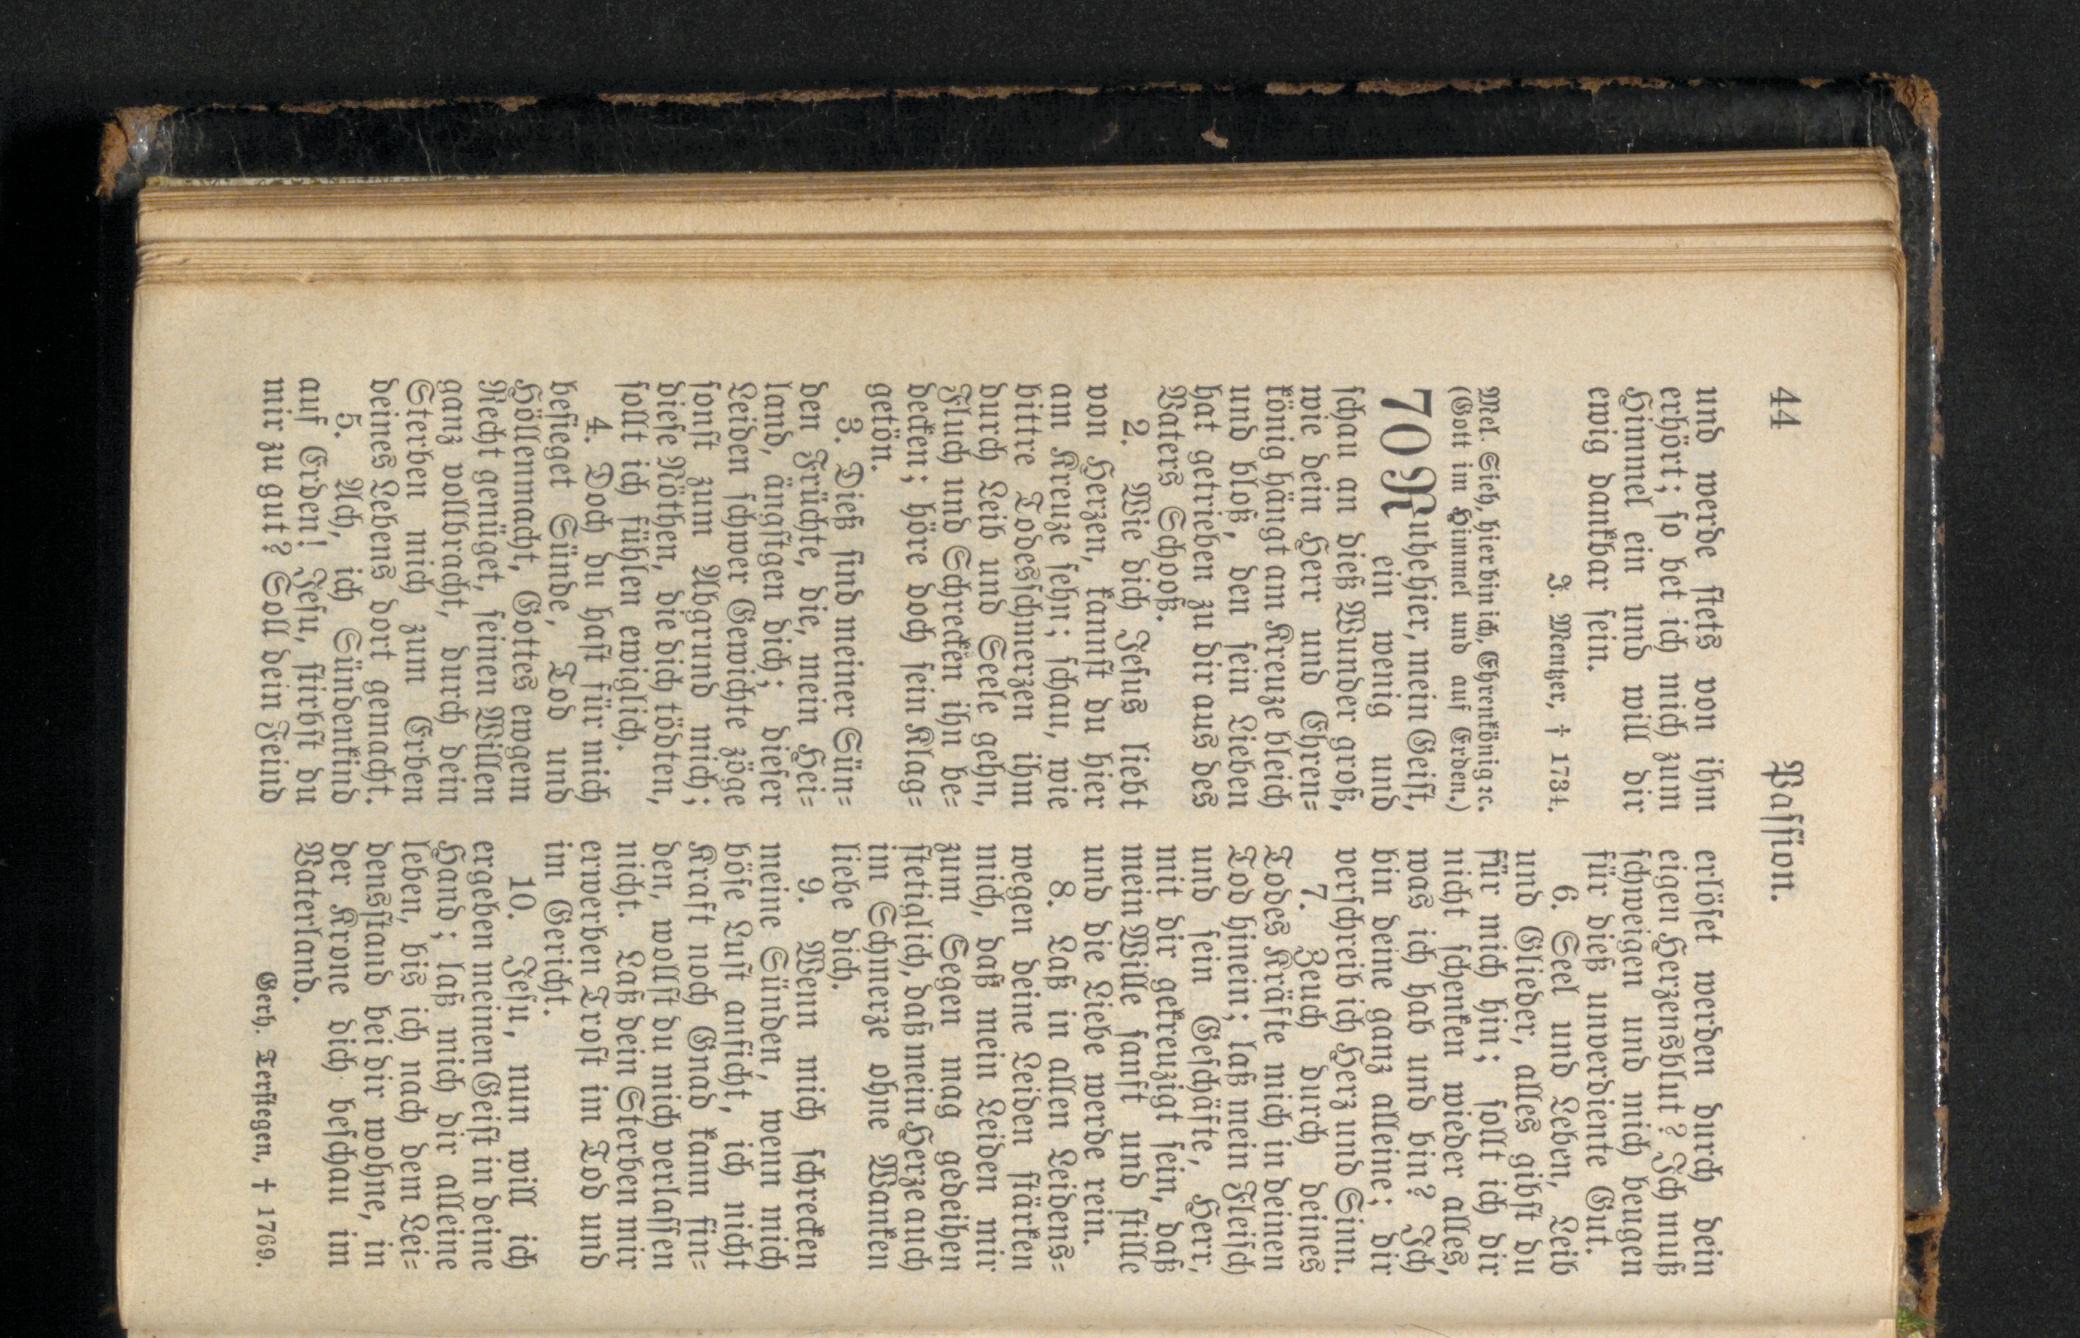 44
Passion.
und werde stets von ihm
erhört; so bet ich mich zum
Himmel ein und will dir
ewig dankbar sein.
J. Mentzer, † 1734.
Mel. Sieh, hier bin ich, Ehrenkönig ꝛc.
(Gott im Himmel und auf Erden.)
70 Ruhe hier, mein Geist,
ein wenig und
schau an dieß Wunder groß,
wie dein Herr und Ehren-
könig hängt am Kreuze bleich
und bloß, den sein Lieben
hat getrieben zu dir aus des
Vaters Schooß.
2. Wie dich Jesus liebt
von Herzen, kannst du hier
am Kreuze sehn; schau, wie
bittre Todesschmerzen ihm
durch Leib und Seele gehn,
Fluch und Schrecken ihn be-
decken; höre doch sein Klag-
getön.
3. Dieß sind meiner Sün-
den Früchte, die, mein Hei-
land, ängstgen dich; dieser
Leiden schwer Gewichte zöge
sonst zum Abgrund mich;
diese Nöthen, die dich tödten,
sollt ich fühlen ewiglich.
4. Doch du hast für mich
besieget Sünde, Tod und
Höllenmacht, Gottes ewgem
Recht genüget, seinen Willen
ganz vollbracht, durch dein
Sterben mich zum Erben
deines Lebens dort gemacht.
5. Ach, ich Sündenkind
auf Erden! Jesu, stirbst du
mir zu gut? Soll dein Feind
erlöset werden durch dein
eigen Herzensblut? Ich muß
schweigen und mich beugen
für dieß unverdiente Gut.
6. Seel und Leben, Leib
und Glieder, alles gibst du
für mich hin; sollt ich dir
nicht schenken wieder alles,
was ich hab und bin? Ich
bin deine ganz alleine; dir
verschreib ich Herz und Sinn.
7. Zeuch durch deines
Todes Kräfte mich in deinen
Tod hinein; laß mein Fleisch
und sein Geschäfte, Herr,
mit dir gekreuzigt sein, daß
mein Wille sanft und stille
und die Liebe werde rein.
8. Laß in allen Leidens-
wegen deine Leiden stärken
mich, daß mein Leiden mir
zum Segen mag gedeihen
stetiglich, daß mein Herze auch
im Schmerze ohne Wanken
liebe dich.
9. Wenn mich schrecken
meine Sünden, wenn mich
böse Lust anficht, ich nicht
Kraft noch Gnad kann fin-
den, wollst du mich verlassen
nicht. Laß dein Sterben mir
erwerben Trost im Tod und
im Gericht.
10. Jesu, nun will ich
ergeben meinen Geist in deine
Hand; laß mich dir alleine
leben, bis ich nach dem Lei-
densstand bei dir wohne, in
der Krone dich beschau im
Vaterland.
Gerh. Terstegen, † 1769.